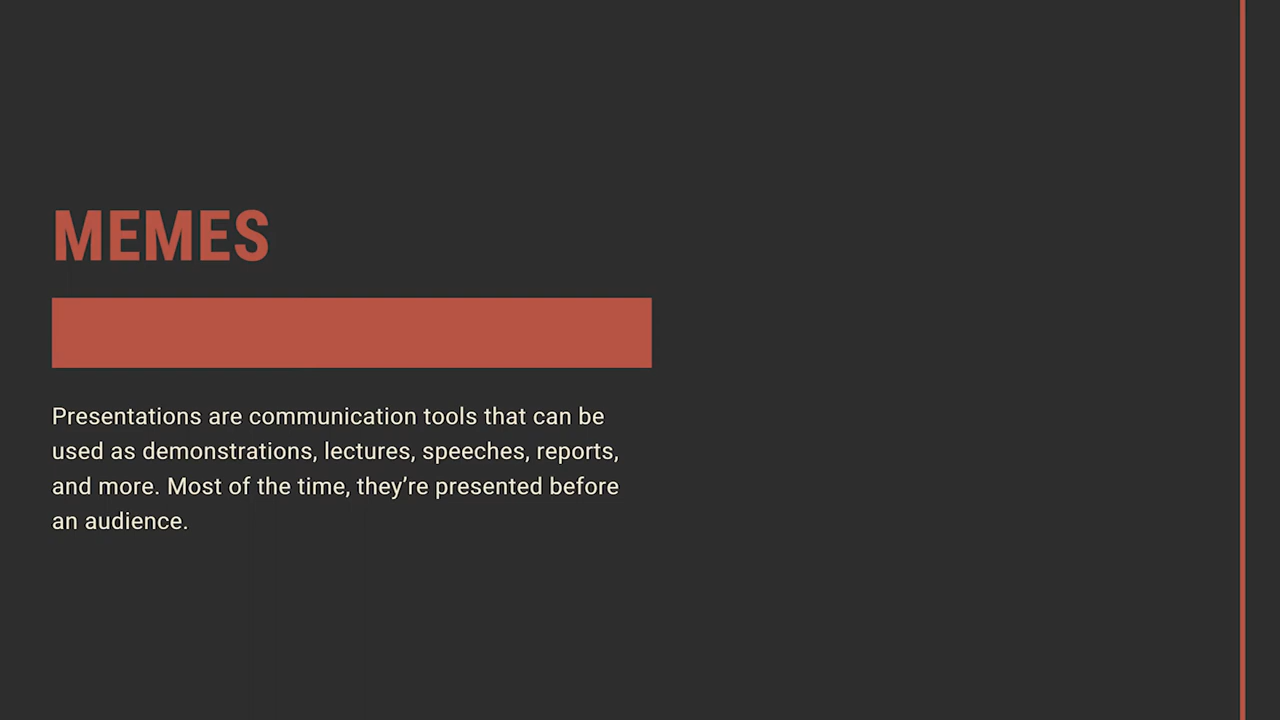 MEMES
Presentations are communication tools that can be
used as demonstrations, lectures, speeches, reports,
and more. Most of the time, they’re presented before
an audience.